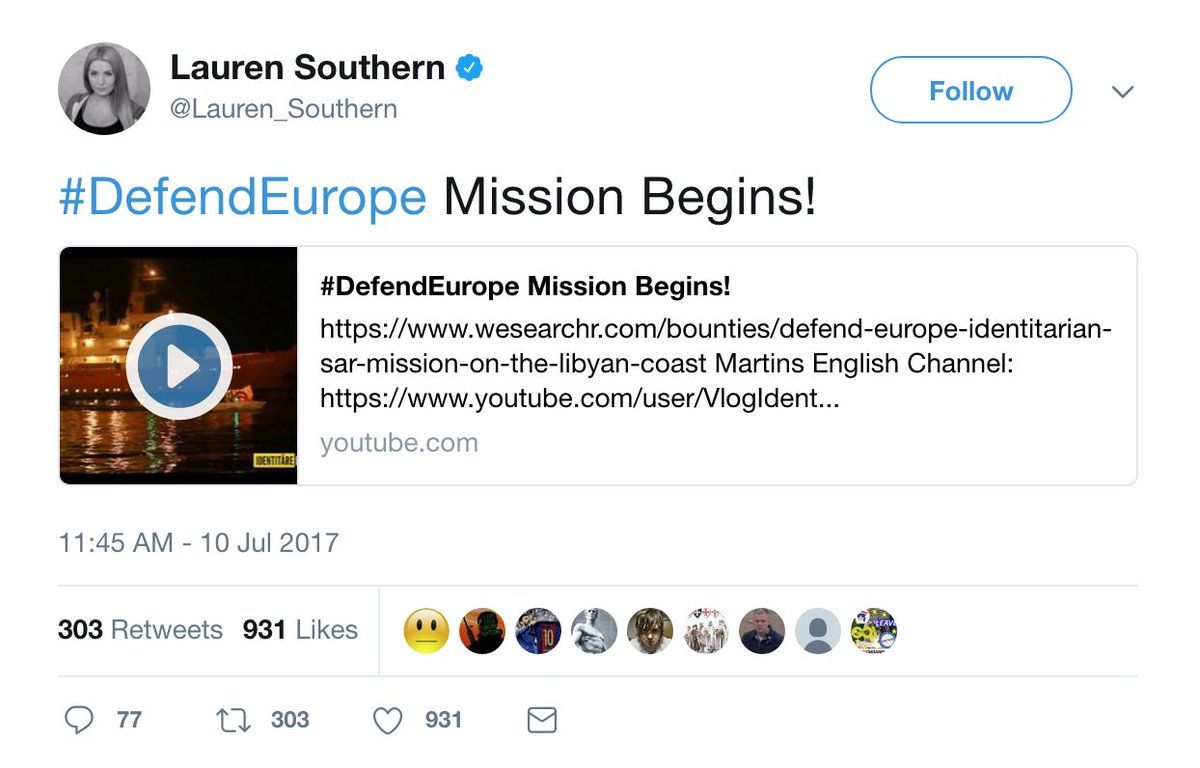 Lauren Southern
@Lauren_Southern
Follow
#DefendEurope Mission Begins!
IDENTITÄRE
#DefendEurope Mission Begins!
https://www.wesearchr.com/bounties/defend-europe-identitarian-
sar-mission-on-the-libyan-coast Martins English Channel:
https://www.youtube.com/user/VlogIdent...
youtube.com
11:45 AM - 10 Jul 2017
303 Retweets 931 Likes
10
LEAVE
77 303 931